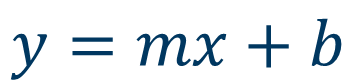 y = mx + b